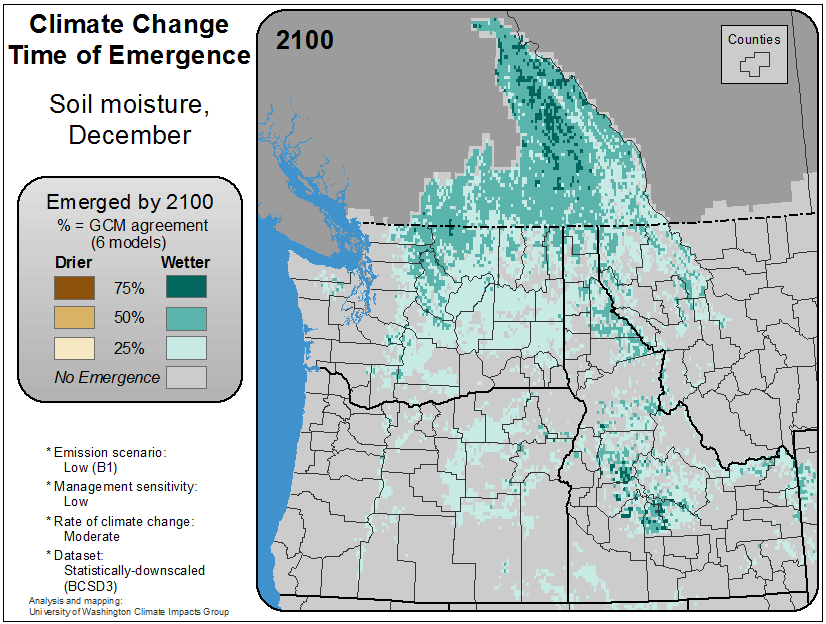 Climate Change
Time of Emergence
Soil moisture,
December
Emerged by 2100
% = GCM agreement
(6 models)
Drier Wetter
75%
50%
25%
No Emergence
* Emission scenario:
Low (B1)
* Management sensitivity:
Low
* Rate of climate change:
Moderate
* Dataset:
Statistically-downscaled
(BCSD3)
Analysis and mapping:
University of Washington Climate Impacts Group
2100
Counties